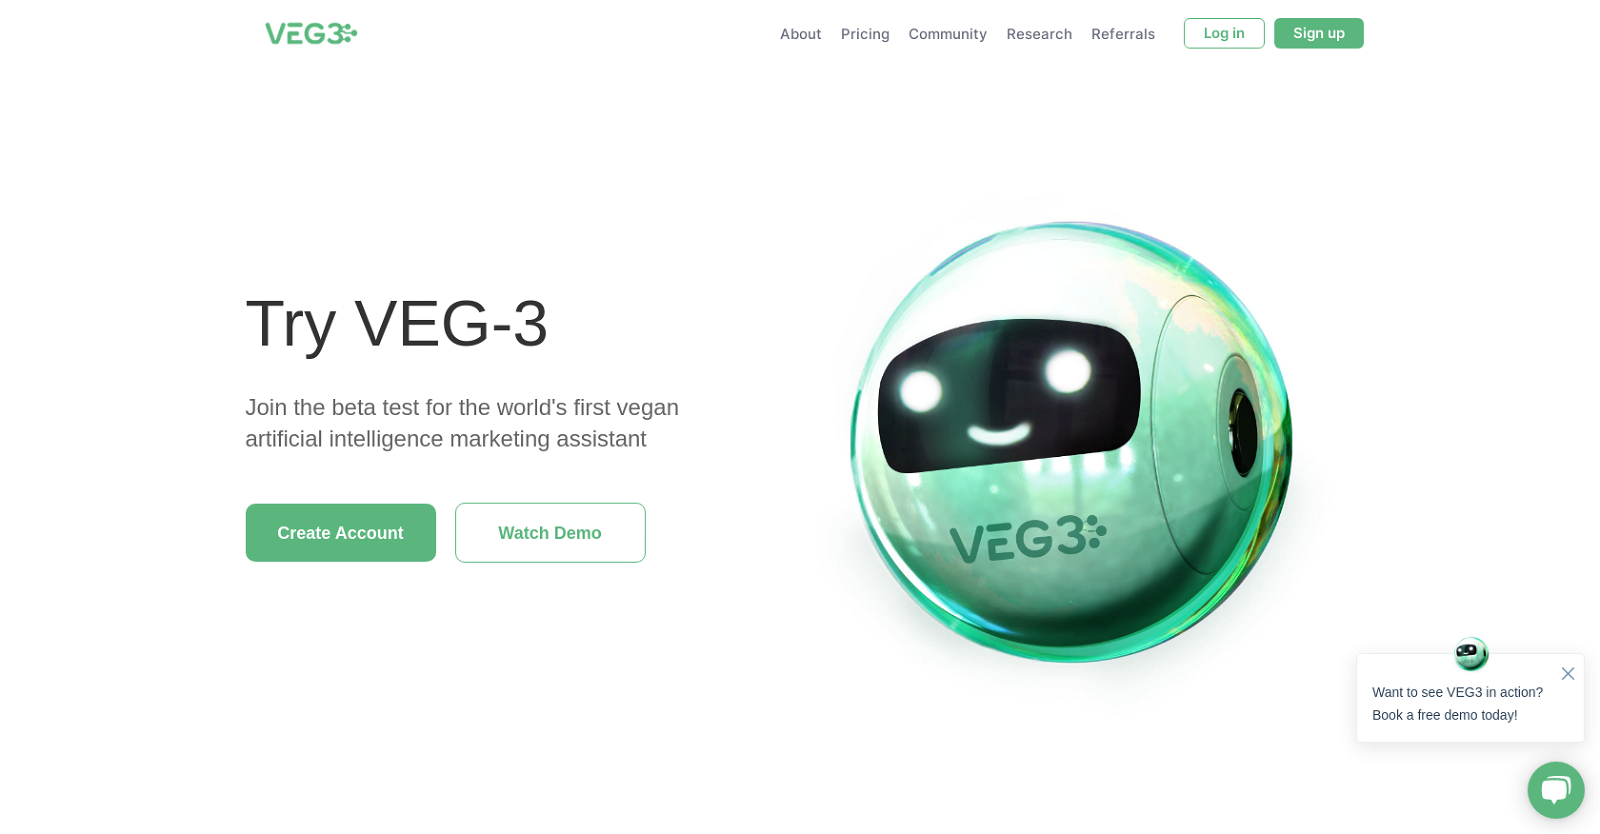 VEG3
About Pricing Community Research Referrals Log in Sign up
Try VEG-3
Join the beta test for the world's first vegan
artificial intelligence marketing assistant
Create Account Watch Demo
VEG3
Want to see VEG3 in action?
Book a free demo today!